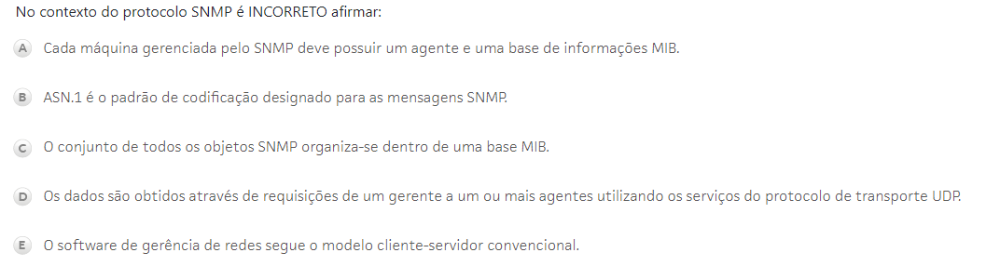 No contexto do protocolo SNMP é INCORRETO afirmar:
A Cada máquina gerenciada pelo SNMP deve possuir um agente e uma base de informações MIB.
B ASN.1 é o padrão de codificação designado para as mensagens SNMP.
C O conjunto de todos os objetos SNMP organiza-se dentro de uma base MIB.
D Os dados são obtidos através de requisições de um gerente a um ou mais agentes utilizando os serviços do protocolo de transporte UDP.
E O software de gerência de redes segue o modelo cliente-servidor convencional.